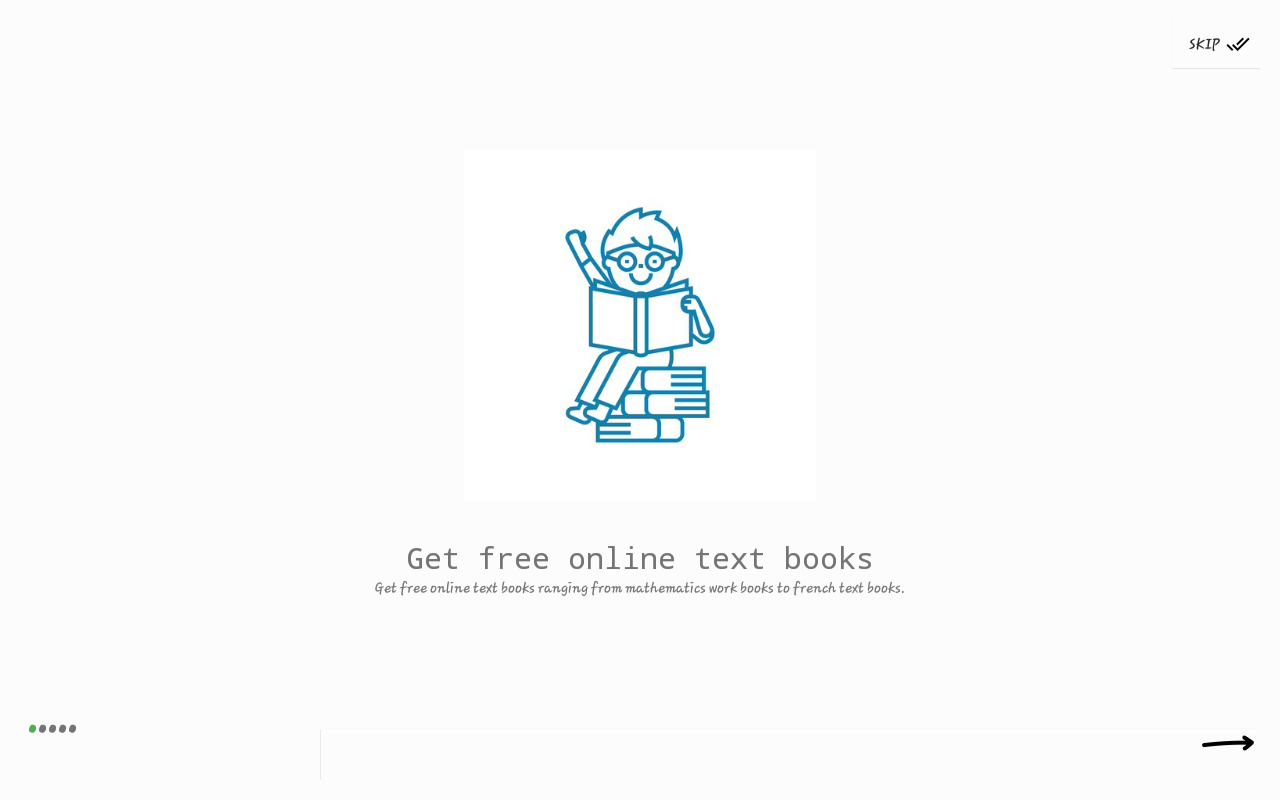 SKIP
Get free online text books
Get free online text books ranging from mathematics work books to french text books.